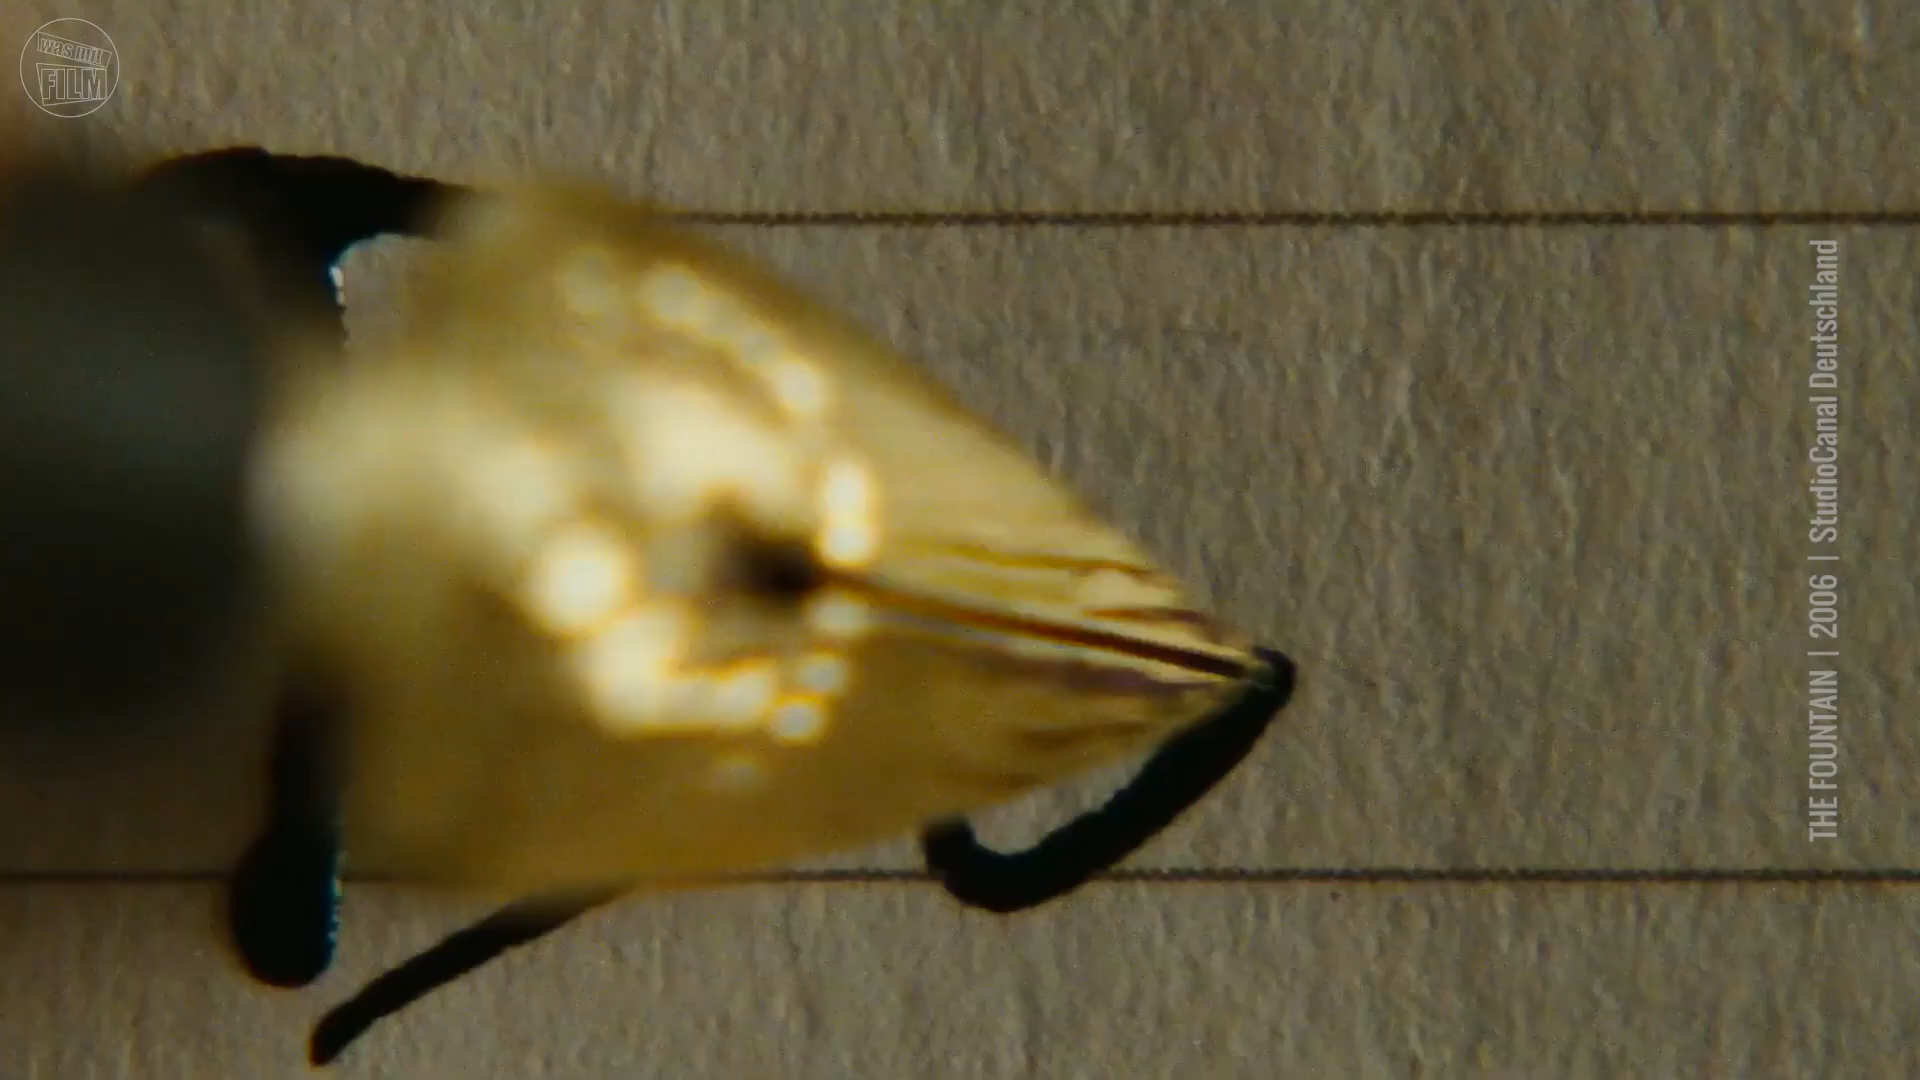 was mit
FILM
THE FOUNTAIN | 2006 | StudioCanal Deutschland